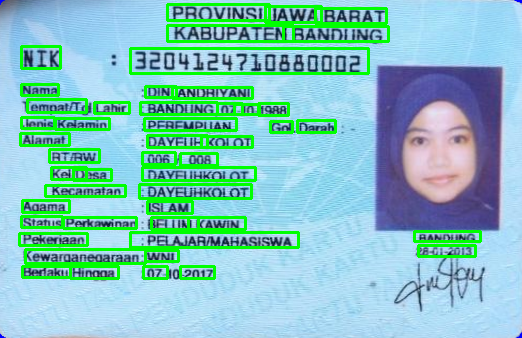 PROVINSI JAWA BARAT
KABUPATEN BANDUNG
NIK : 3204124710880002
Nama : DINI ANDRIYANI
Tempat/Tgl Lahir : BANDUNG, 07-10-1988
Jenis Kelamin : PEREMPUAN Gol. Darah : -
Alamat : DAYEUHKOLOT
RT/RW : 006 / 008
Kel/Desa : DAYEUHKOLOT
Kecamatan : DAYEUHKOLOT
Agama : ISLAM
Status Perkawinan : BELUM KAWIN
Pekerjaan : PELAJAR/MAHASISWA
Kewarganegaraan : WNI
Berlaku Hingga : 07-10-2017
BANDUNG
28-01-2013